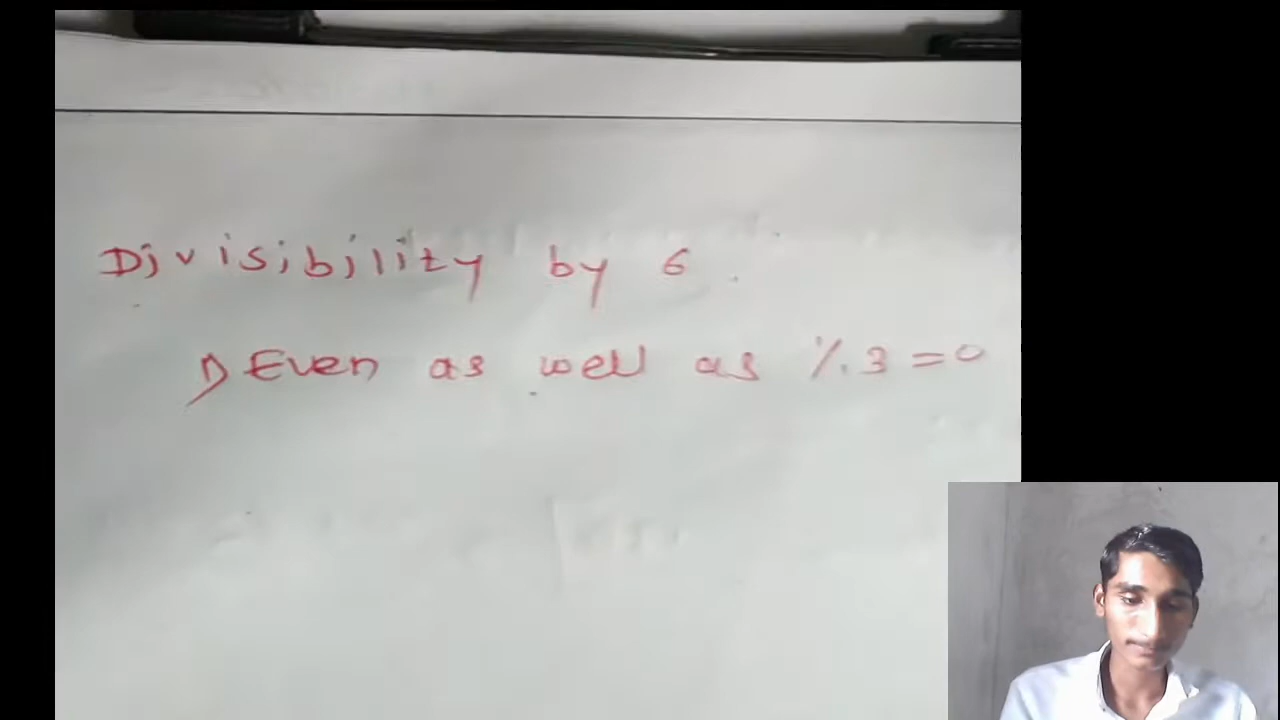 Divisibility by 6.
1) Even as well as %3=0